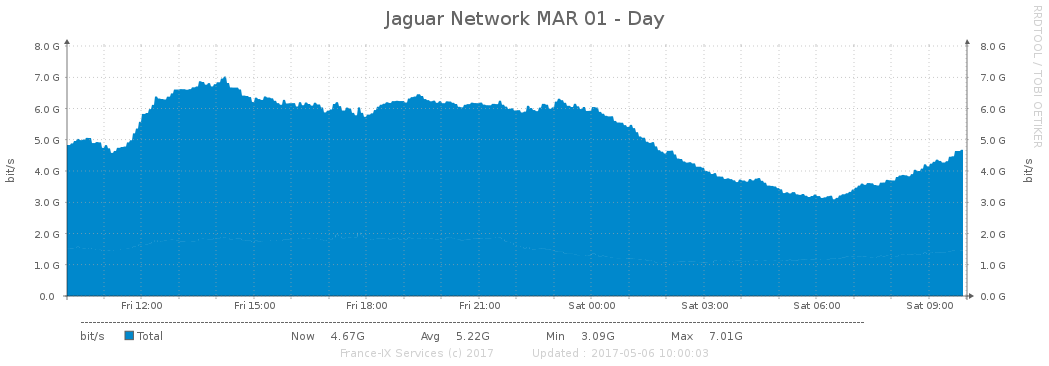 Jaguar Network MAR 01 - Day
RRDTOOL / TOBI OETIKER
8.0 G 8.0 G
7.0 G 7.0 G
6.0 G 6.0 G
5.0 G 5.0 G
4.0 G 4.0 G
3.0 G 3.0 G
2.0 G 2.0 G
1.0 G 1.0 G
0.0 0.0 G
bit/s bit/s
Fri 12:00 Fri 15:00 Fri 18:00 Fri 21:00 Sat 00:00 Sat 03:00 Sat 06:00 Sat 09:00
bit/s Total Now 4.67G Avg 5.22G Min 3.09G Max 7.01G
France-IX Services (c) 2017 Updated : 2017-05-06 10:00:03